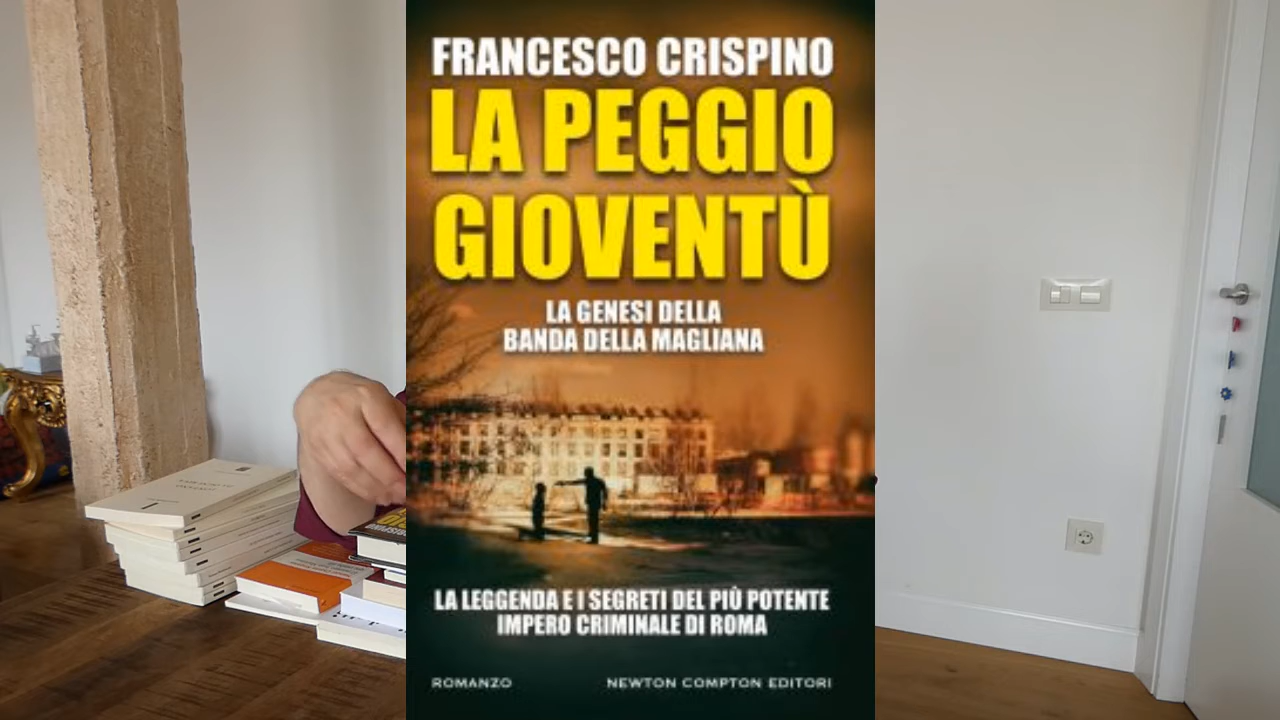 FRANCESCO CRISPINO
LA PEGGIO
GIOVENTÙ
LA GENESI DELLA
BANDA DELLA MAGLIANA
LA LEGGENDA E I SEGRETI DEL PIÙ POTENTE
IMPERO CRIMINALE DI ROMA
ROMANZO
NEWTON COMPTON EDITORI